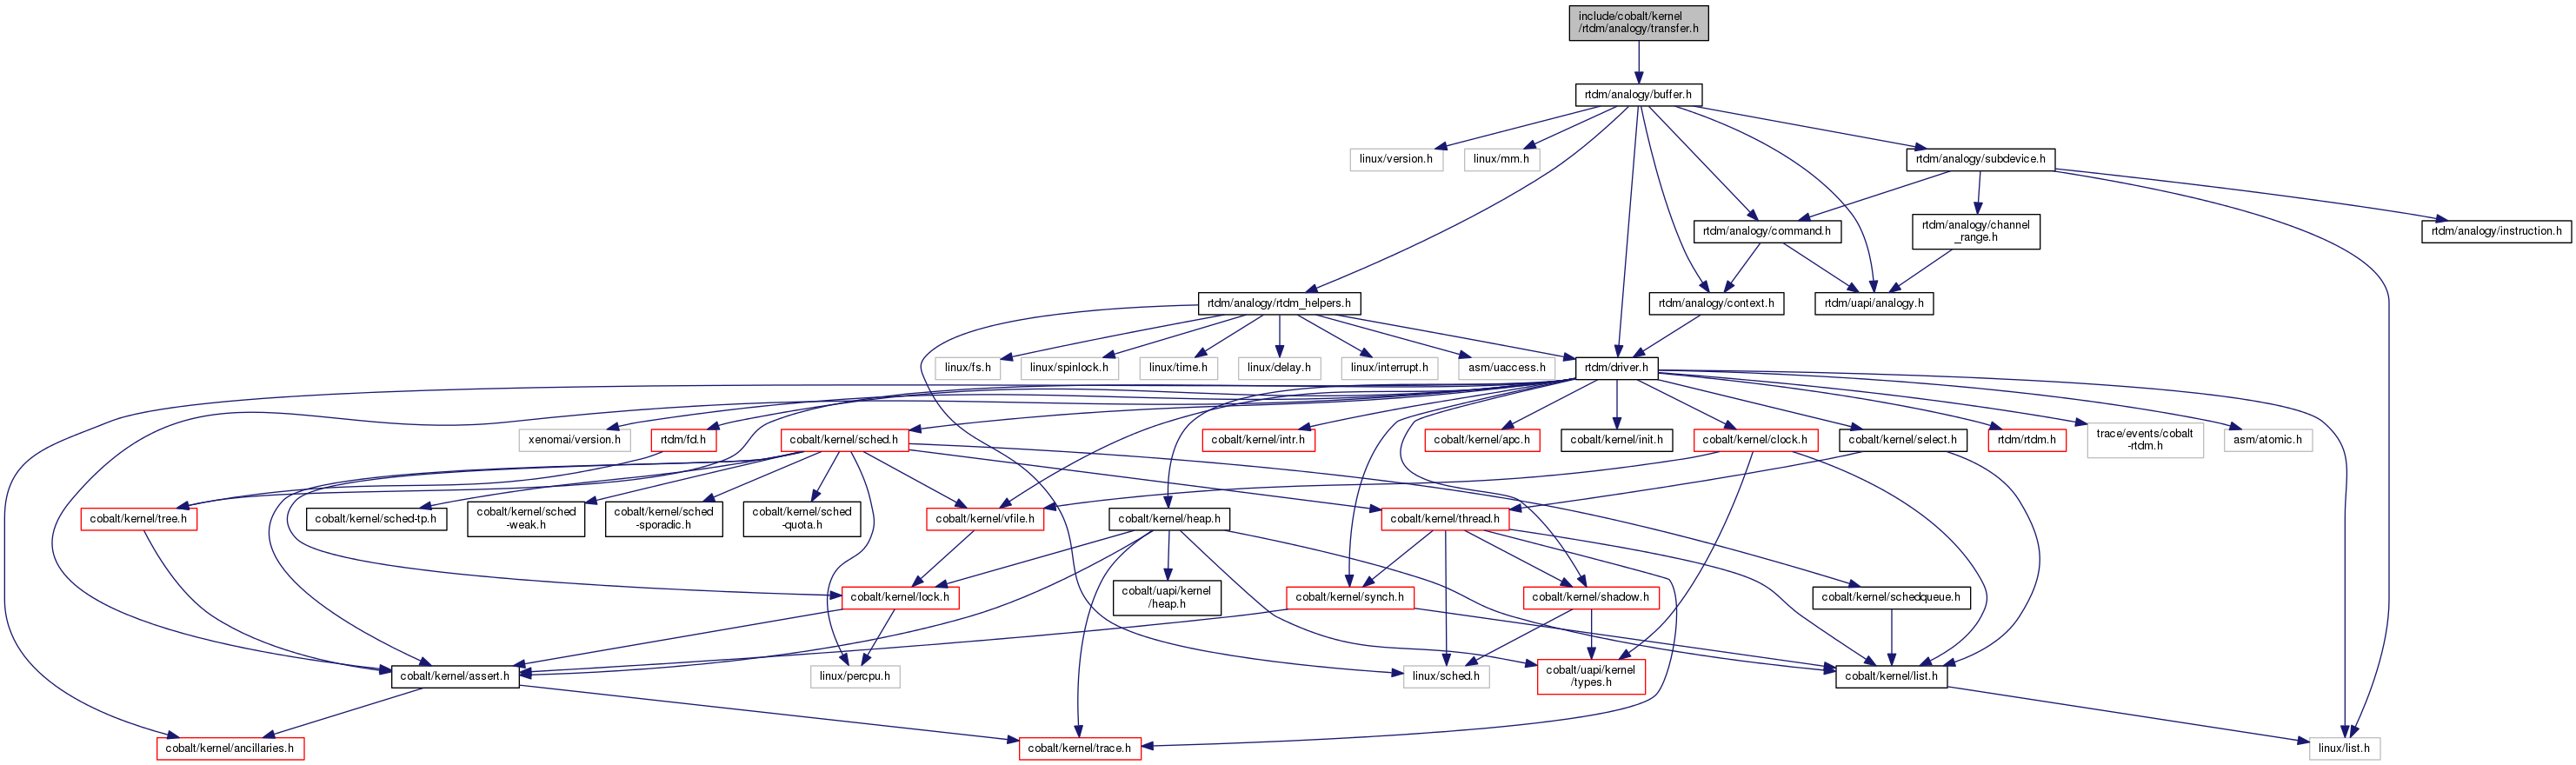 include/cobalt/kernel
/rtdm/analogy/transfer.h
rtdm/analogy/buffer.h
linux/version.h
linux/mm.h
rtdm/analogy/subdevice.h
rtdm/analogy/command.h
rtdm/analogy/channel
_range.h
rtdm/analogy/instruction.h
rtdm/analogy/rtdm_helpers.h
rtdm/analogy/context.h
rtdm/uapi/analogy.h
linux/fs.h
linux/spinlock.h
linux/time.h
linux/delay.h
linux/interrupt.h
asm/uaccess.h
rtdm/driver.h
xenomai/version.h
rtdm/fd.h
cobalt/kernel/sched.h
cobalt/kernel/intr.h
cobalt/kernel/apc.h
cobalt/kernel/init.h
cobalt/kernel/clock.h
cobalt/kernel/select.h
rtdm/rtdm.h
trace/events/cobalt
-rtdm.h
asm/atomic.h
cobalt/kernel/tree.h
cobalt/kernel/sched-tp.h
cobalt/kernel/sched
-weak.h
cobalt/kernel/sched
-sporadic.h
cobalt/kernel/sched
-quota.h
cobalt/kernel/vfile.h
cobalt/kernel/heap.h
cobalt/kernel/thread.h
cobalt/kernel/lock.h
cobalt/uapi/kernel
/heap.h
cobalt/kernel/synch.h
cobalt/kernel/shadow.h
cobalt/kernel/schedqueue.h
cobalt/kernel/assert.h
linux/percpu.h
linux/sched.h
cobalt/uapi/kernel
/types.h
cobalt/kernel/list.h
cobalt/kernel/ancillaries.h
cobalt/kernel/trace.h
linux/list.h